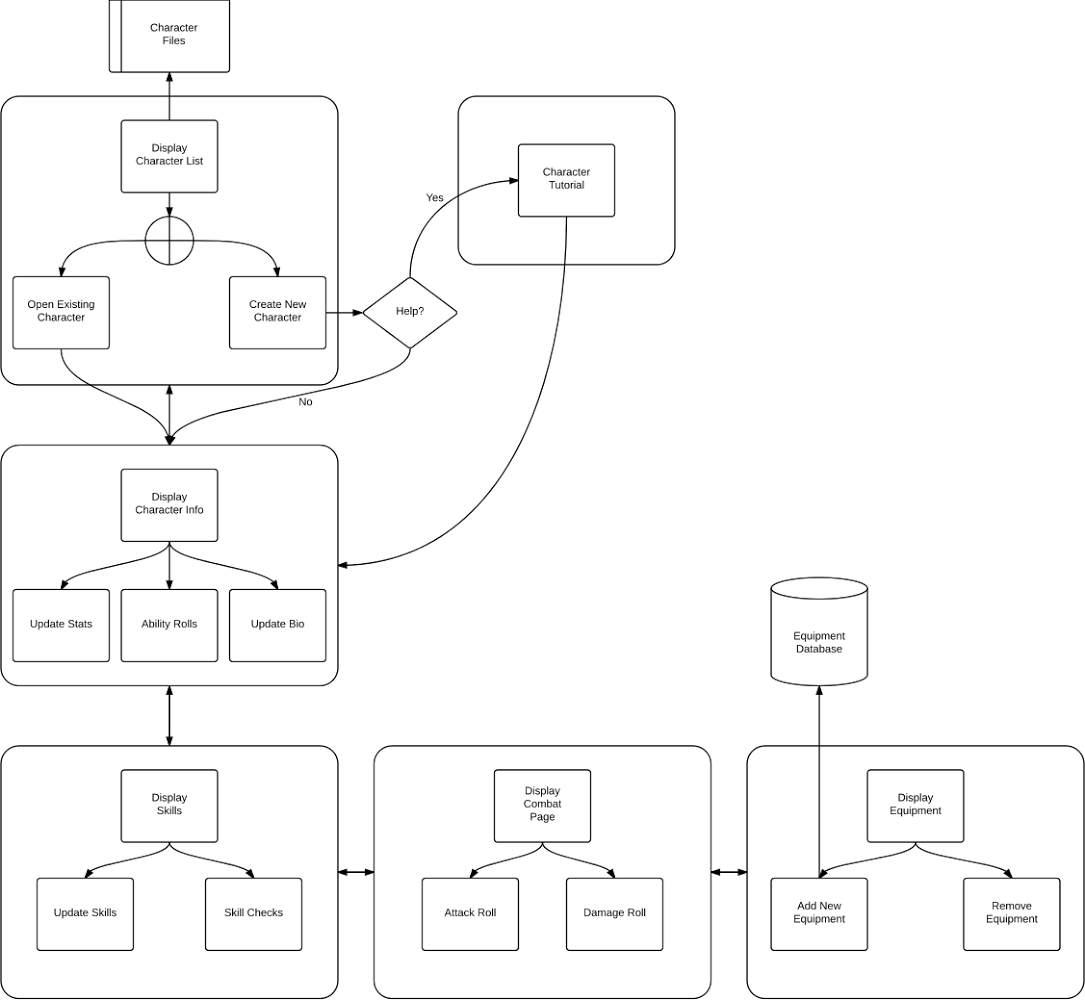 Character
Files
Display
Character List
Open Existing
Character
Create New
Character
Help?
Yes
No
Character
Tutorial
Display
Character Info
Update Stats
Ability Rolls
Update Bio
Equipment
Database
Display
Skills
Update Skills
Skill Checks
Display
Combat
Page
Attack Roll
Damage Roll
Display
Equipment
Add New
Equipment
Remove
Equipment